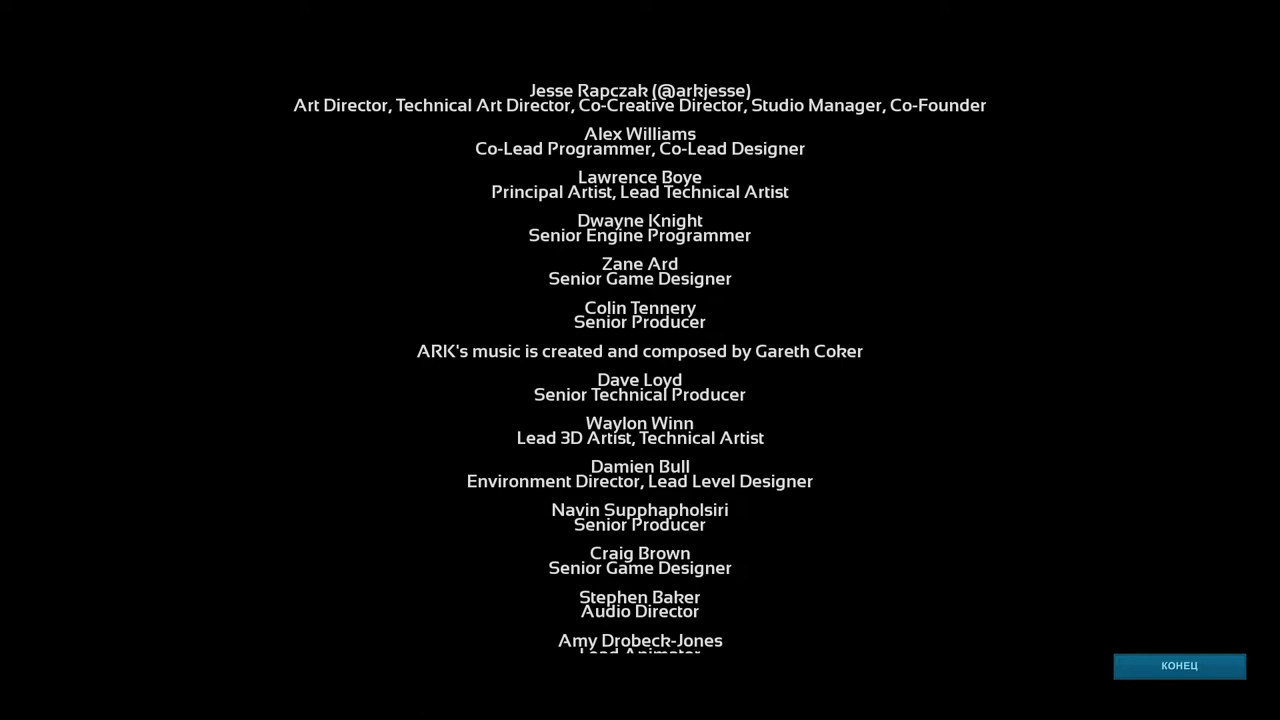 Jesse Rapczak (@arkjesse)
Art Director, Technical Art Director, Co-Creative Director, Studio Manager, Co-Founder
Alex Williams
Co-Lead Programmer, Co-Lead Designer
Lawrence Boye
Principal Artist, Lead Technical Artist
Dwayne Knight
Senior Engine Programmer
Zane Ard
Senior Game Designer
Colin Tennery
Senior Producer
ARK's music is created and composed by Gareth Coker
Dave Loyd
Senior Technical Producer
Waylon Winn
Lead 3D Artist, Technical Artist
Damien Bull
Environment Director, Lead Level Designer
Navin Supphapholsiri
Senior Producer
Craig Brown
Senior Game Designer
Stephen Baker
Audio Director
Amy Drobeck-Jones
Lead Animator
КОНЕЦ